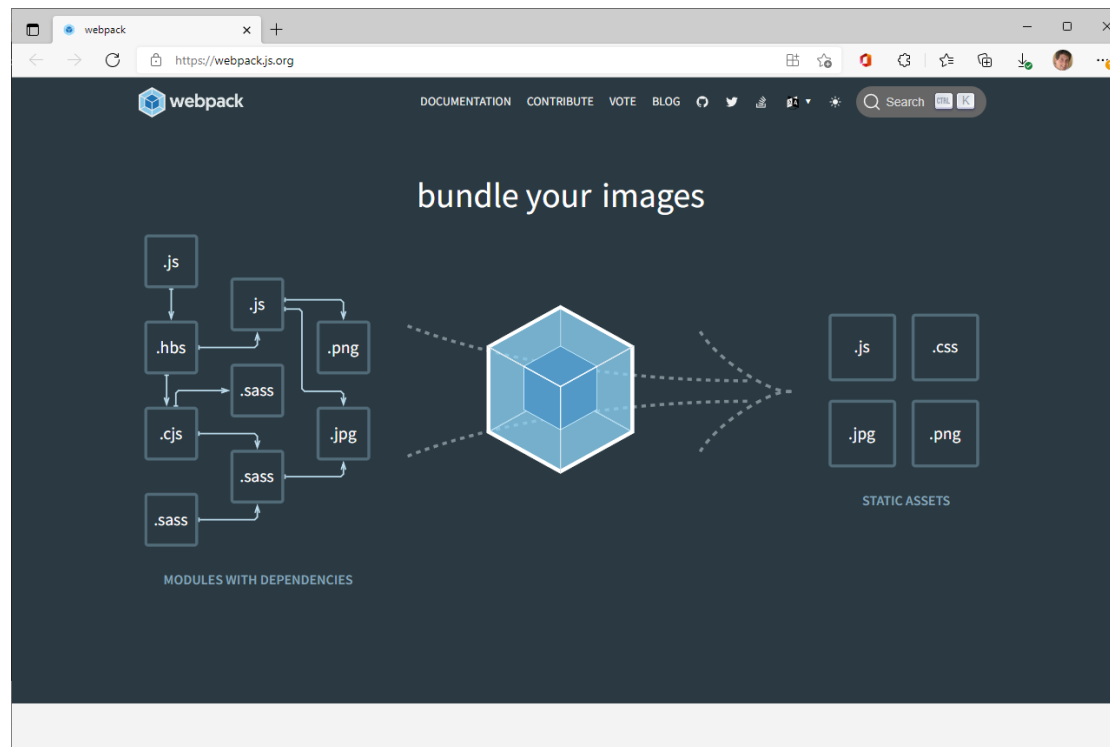 webpack
https://webpack.js.org
webpack
DOCUMENTATION CONTRIBUTE VOTE BLOG Search CTRL K
bundle your images
.js
.js
.hbs
.png
.sass
.cjs
.jpg
.sass
.sass
MODULES WITH DEPENDENCIES
.js .css
.jpg .png
STATIC ASSETS